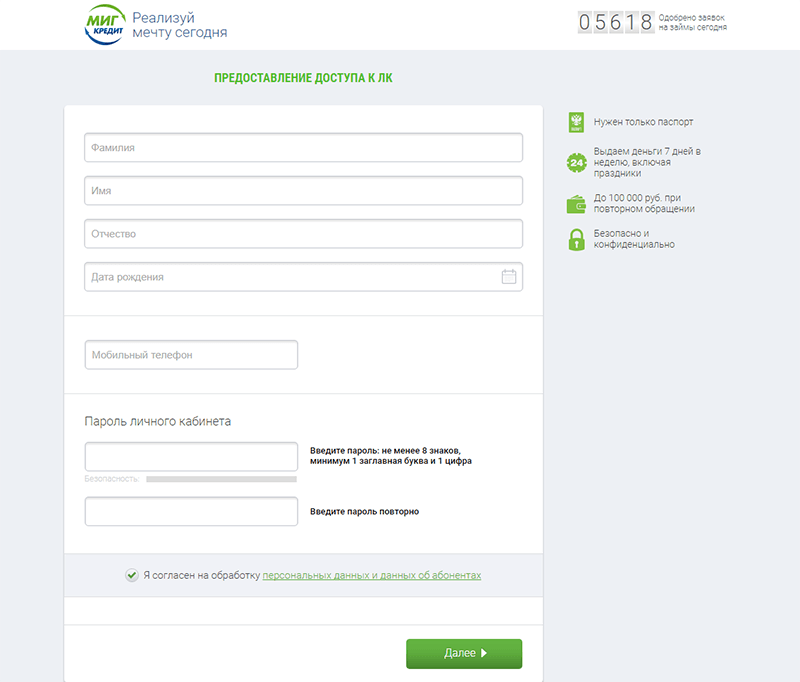 МИГ
КРЕДИТ
Реализуй
мечту сегодня
05618
Одобрено заявок
на займы сегодня
ПРЕДОСТАВЛЕНИЕ ДОСТУПА К ЛК
Фамилия
Имя
Отчество
Дата рождения
Мобильный телефон
Пароль личного кабинета
Введите пароль: не менее 8 знаков,
минимум 1 заглавная буква и 1 цифра
Безопасность:
Введите пароль повторно
Я согласен на обработку персональных данных и данных об абонентах
Далее
Нужен только паспорт
24
Выдаем деньги 7 дней в
неделю, включая
праздники
До 100 000 руб. при
повторном обращении
Безопасно и
конфиденциально